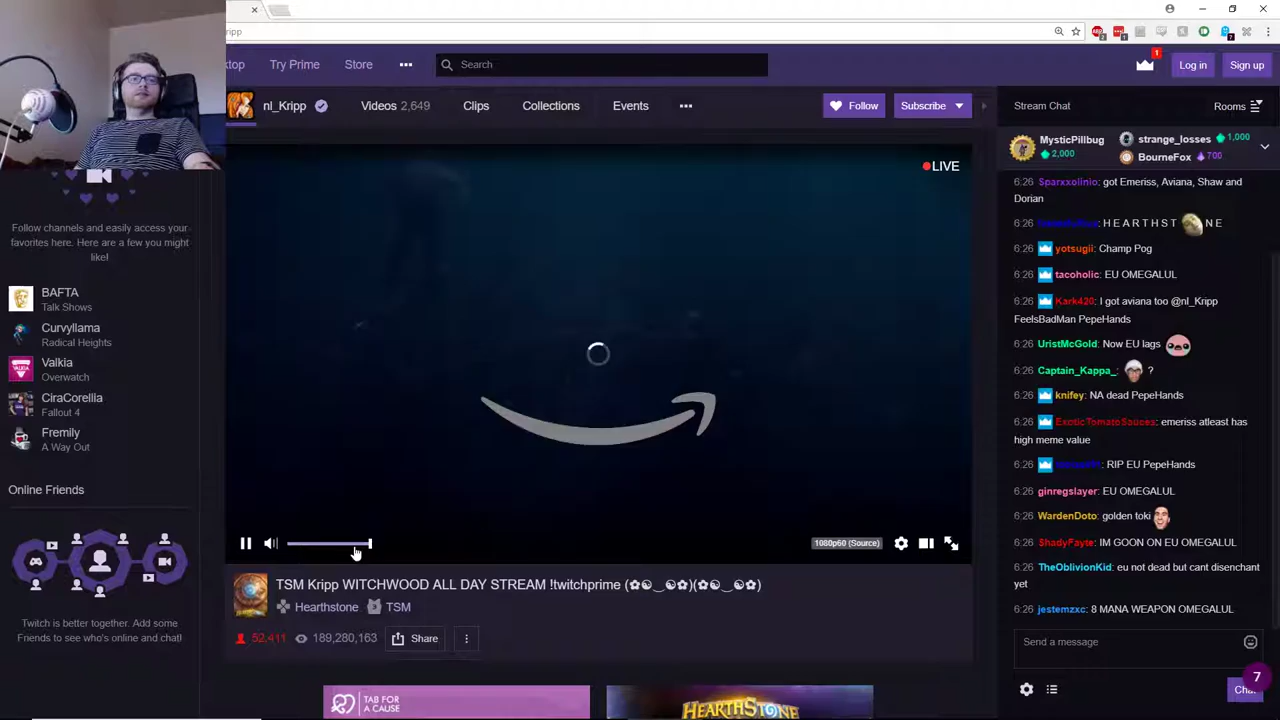 ripp
ktop Try Prime Store Search 1 Log in Sign up
nl_Kripp Videos 2,649 Clips Collections Events Follow Subscribe
LIVE
Follow channels and easily access your
favorites here. Here are a few you might
like!
BAFTA
Talk Shows
Curvyllama
Radical Heights
Valkia
Overwatch
CiraCorellia
Fallout 4
Fremily
A Way Out
Online Friends
Twitch is better together. Add some
Friends to see who's online and chat!
1080p60 (Source)
TSM Kripp WITCHWOOD ALL DAY STREAM !twitchprime (✿☯‿☯✿)(✿☯‿☯✿)
Hearthstone TSM
52,411 189,280,163 Share
TAB FOR
A CAUSE
HEARTHSTONE
Stream Chat Rooms
MysticPillbug
2,000
strange_losses 1,000
BourneFox 700
6:26 Sparxxolinio: got Emeriss, Aviana, Shaw and
Dorian
6:26 H E A R T H S T N E
6:26 yotsugii: Champ Pog
6:26 tacoholic: EU OMEGALUL
6:26 Kark420: I got aviana too @nl_Kripp
FeelsBadMan PepeHands
6:26 UristMcGold: Now EU lags
6:26 Captain_Kappa_: ?
6:26 knifey: NA dead PepeHands
6:26 ExoticTomatoSauces: emeriss atleast has
high meme value
6:26 RIP EU PepeHands
6:26 ginregslayer: EU OMEGALUL
6:26 WardenDoto: golden toki
6:26 ShadyFayte: IM GOON ON EU OMEGALUL
6:26 TheOblivionKid: eu not dead but cant disenchant
yet
6:26 jestemzxc: 8 MANA WEAPON OMEGALUL
Send a message
7
Chat